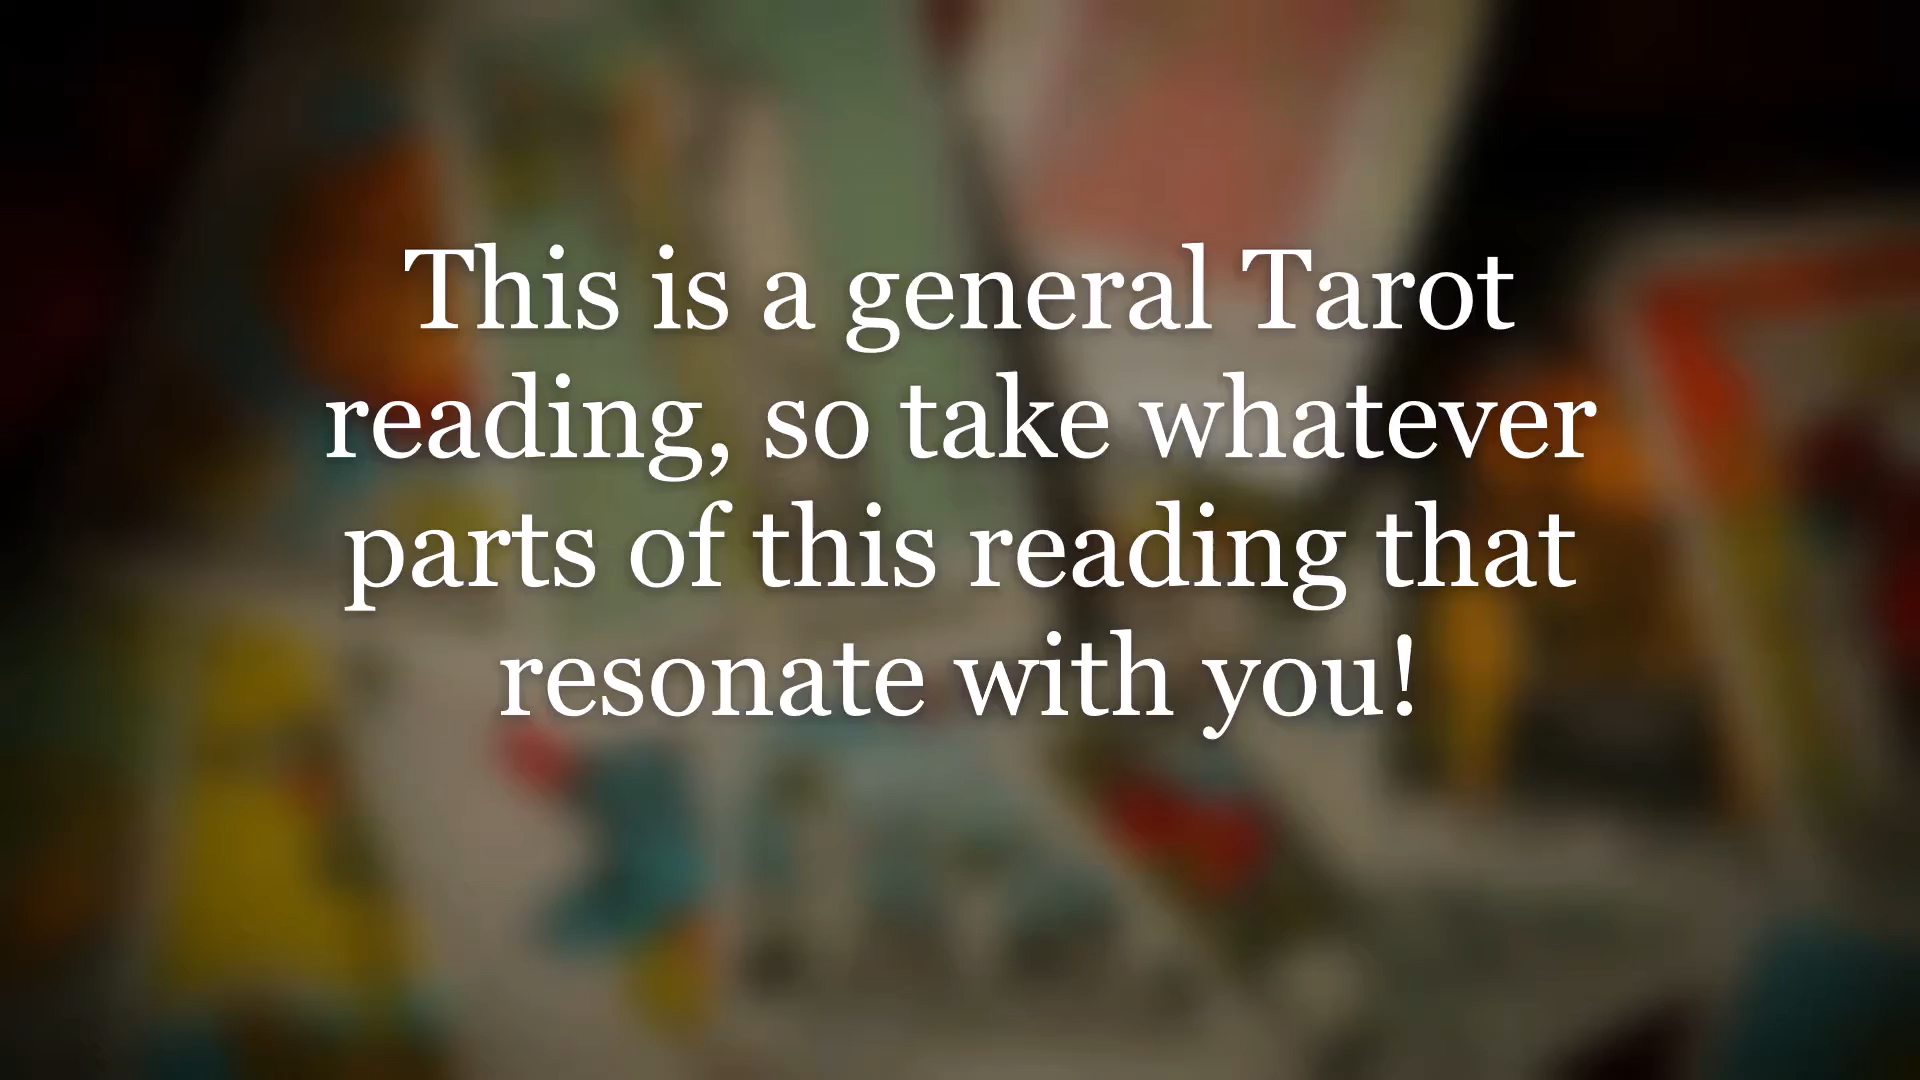 This is a general Tarot
reading, so take whatever
parts of this reading that
resonate with you!